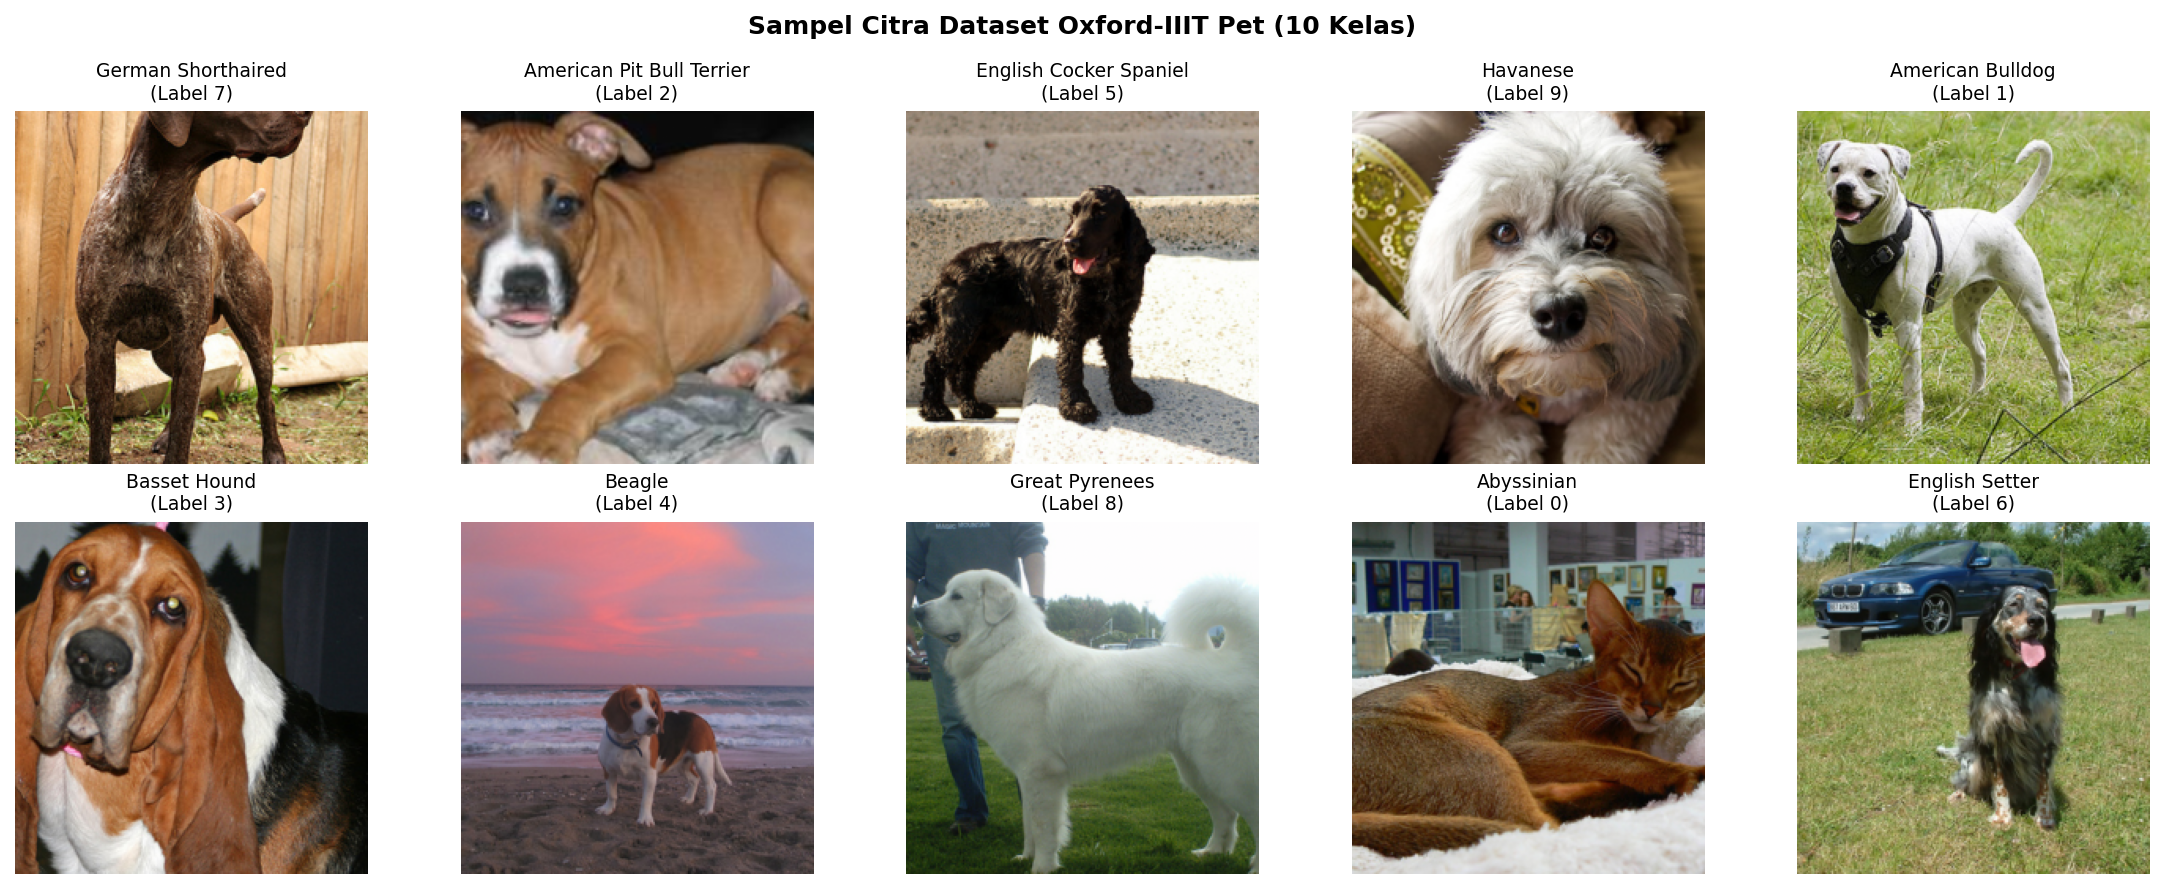 Sampel Citra Dataset Oxford-IIIT Pet (10 Kelas)
German Shorthaired
(Label 7)
American Pit Bull Terrier
(Label 2)
English Cocker Spaniel
(Label 5)
Havanese
(Label 9)
American Bulldog
(Label 1)
Basset Hound
(Label 3)
Beagle
(Label 4)
Great Pyrenees
(Label 8)
Abyssinian
(Label 0)
English Setter
(Label 6)
MAGIC MOUNTAIN